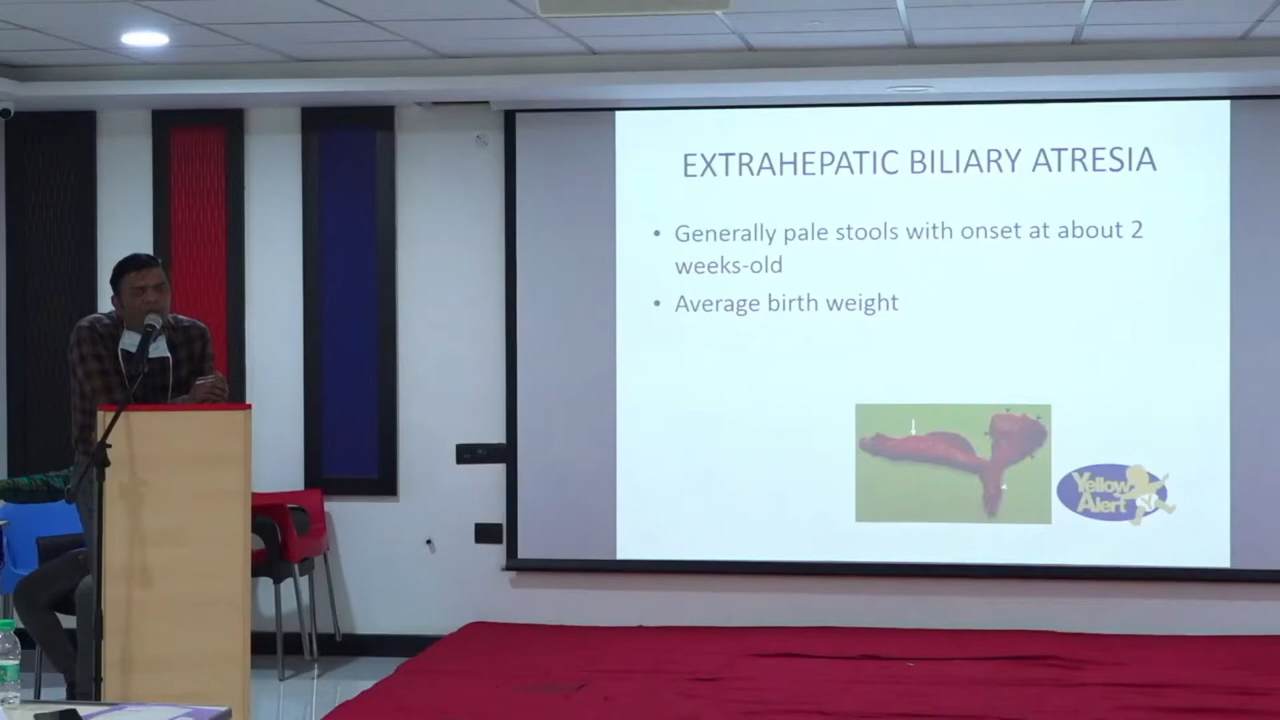 EXTRAHEPATIC BILIARY ATRESIA
• Generally pale stools with onset at about 2
weeks-old
• Average birth weight
Yellow
Alert